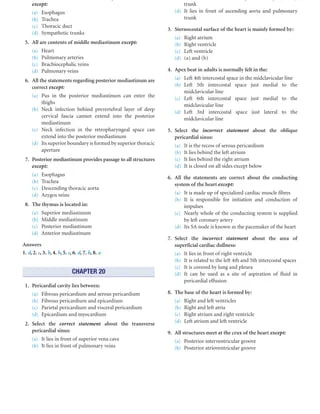 except:
(a) Esophagus
(b) Trachea
(c) Thoracic duct
(d) Sympathetic trunks
5. All are contents of middle mediastinum except:
(a) Heart
(b) Pulmonary arteries
(c) Brachiocephalic veins
(d) Pulmonary veins
6. All the statements regarding posterior mediastinum are
correct except:
(a) Pus in the posterior mediastinum can enter the
thighs
(b) Neck infection behind prevertebral layer of deep
cervical fascia cannot extend into the posterior
mediastinum
(c) Neck infection in the retropharyngeal space can
extend into the posterior mediastinum
(d) Its superior boundary is formed by superior thoracic
aperture
7. Posterior mediastinum provides passage to all structures
except:
(a) Esophagus
(b) Trachea
(c) Descending thoracic aorta
(d) Azygos veins
8. The thymus is located in:
(a) Superior mediastinum
(b) Middle mediastinum
(c) Posterior mediastinum
(d) Anterior mediastinum
Answers
CHAPTER 20
1. Pericardial cavity lies between:
(a) Fibrous pericardium and serous pericardium
(b) Fibrous pericardium and epicardium
(c) Parietal pericardium and visceral pericardium
(d) Epicardium and myocardium
2. Select the correct statement about the transverse
pericardial sinus:
(a) It lies in front of superior vena cava
(b) It lies in front of pulmonary veins
trunk
(d) It lies in front of ascending aorta and pulmonary
trunk
3. Sternocostal surface of the heart is mainly formed by:
(a) Right atrium
(b) Right ventricle
(c) Left ventricle
(d) (a) and (b)
4. Apex beat in adults is normally felt in the:
(a) Left 4th intercostal space in the midclavicular line
(b) Left 5th intercostal space just medial to the
midclavicular line
(c) Left 6th intercostal space just medial to the
midclavicular line
(d) Left 3rd intercostal space just lateral to the
midclavicular line
5. Select the incorrect statement about the oblique
pericardial sinus:
(a) It is the recess of serous pericardium
(b) It lies behind the left atrium
(c) It lies behind the right atrium
(d) It is closed on all sides except below
6. All the statements are correct about the conducting
system of the heart except:
(a) It is made up of specialized cardiac muscle fibres
(b) It is responsible for initiation and conduction of
impulses
(c) Nearly whole of the conducting system is supplied
by left coronary artery
(d) Its SA node is known as the pacemaker of the heart
7. Select the incorrect statement about the area of
superficial cardiac dullness:
(a) It lies in front of right ventricle
(b) It is related to the left 4th and 5th intercostal spaces
(c) It is covered by lung and pleura
(d) It can be used as a site of aspiration of fluid in
pericardial effusion
8. The base of the heart is formed by:
(a) Right and left ventricles
(b) Right and left atria
(c) Right atrium and right ventricle
(d) Left atrium and left ventricle
9. All structures meet at the crux of the heart except:
(a) Posterior interventricular groove
(b) Posterior atrioventricular groove